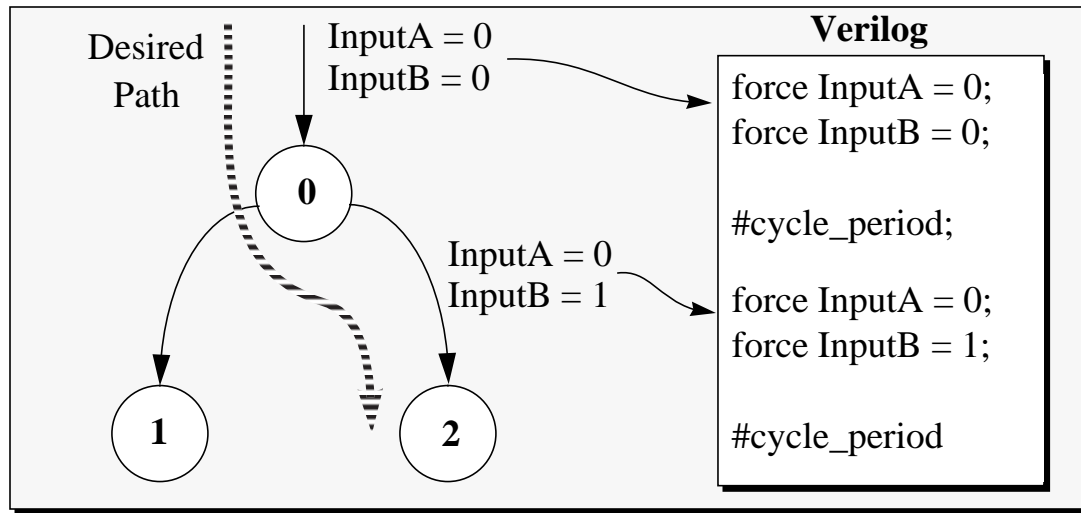 Desired
Path
InputA = 0
InputB = 0
0
InputA = 0
InputB = 1
1
2
Verilog
force InputA = 0;
force InputB = 0;
#cycle_period;
force InputA = 0;
force InputB = 1;
#cycle_period